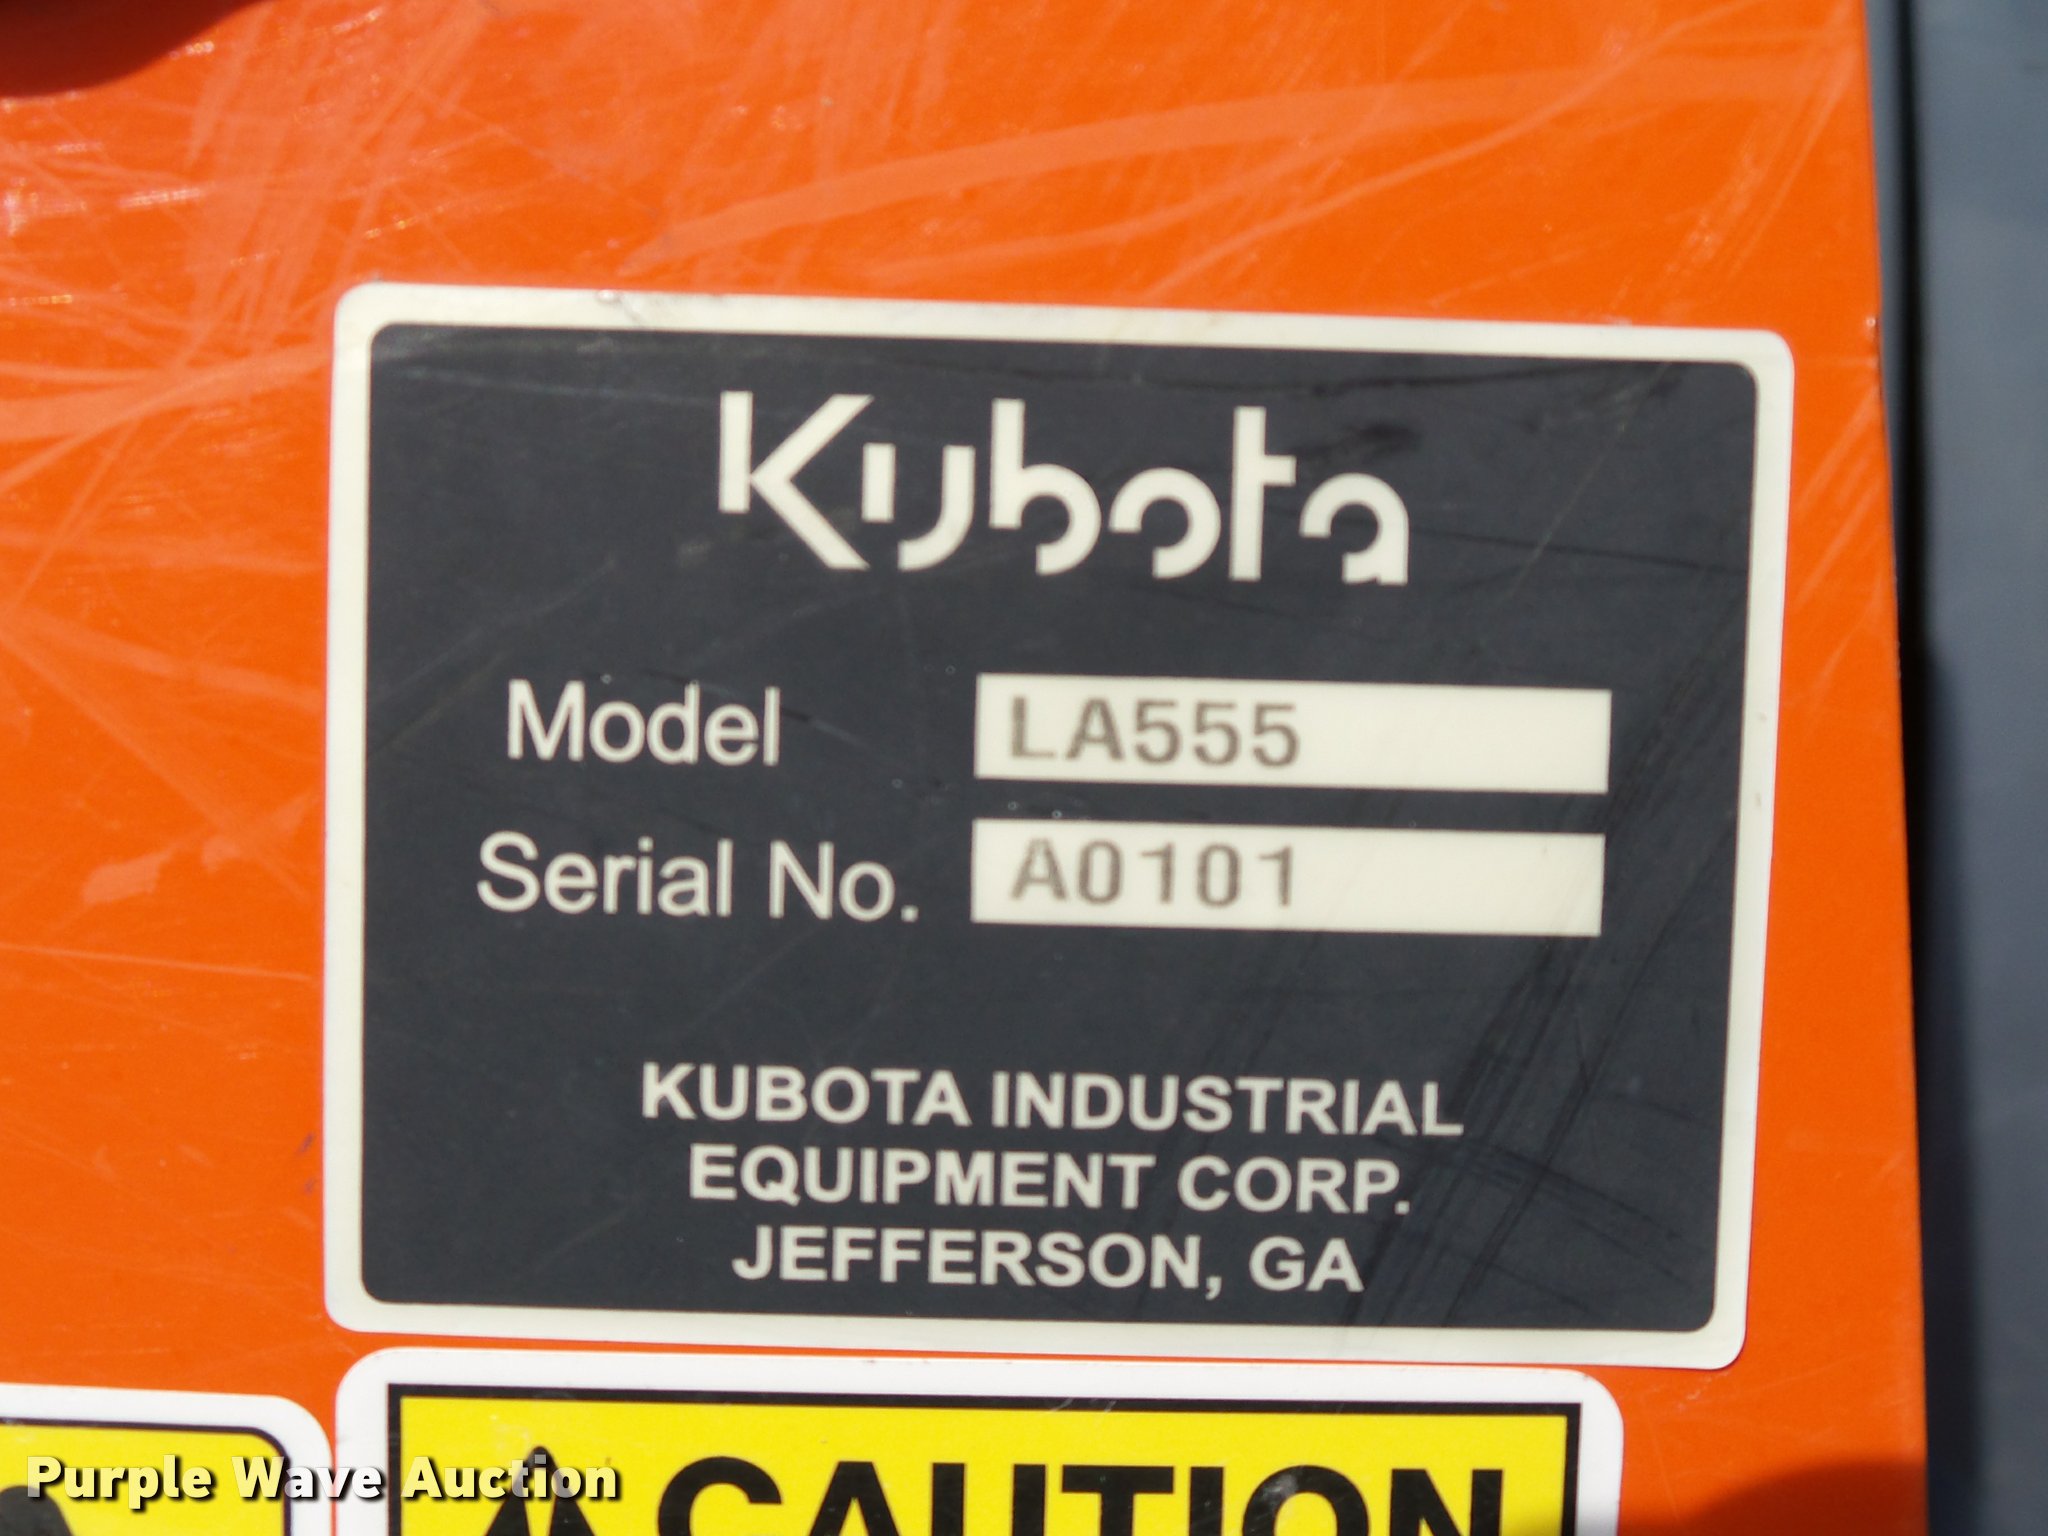 Kubota
Model LA555
Serial No. A0101
KUBOTA INDUSTRIAL
EQUIPMENT CORP.
JEFFERSON, GA
CAUTION
Purple Wave Auction